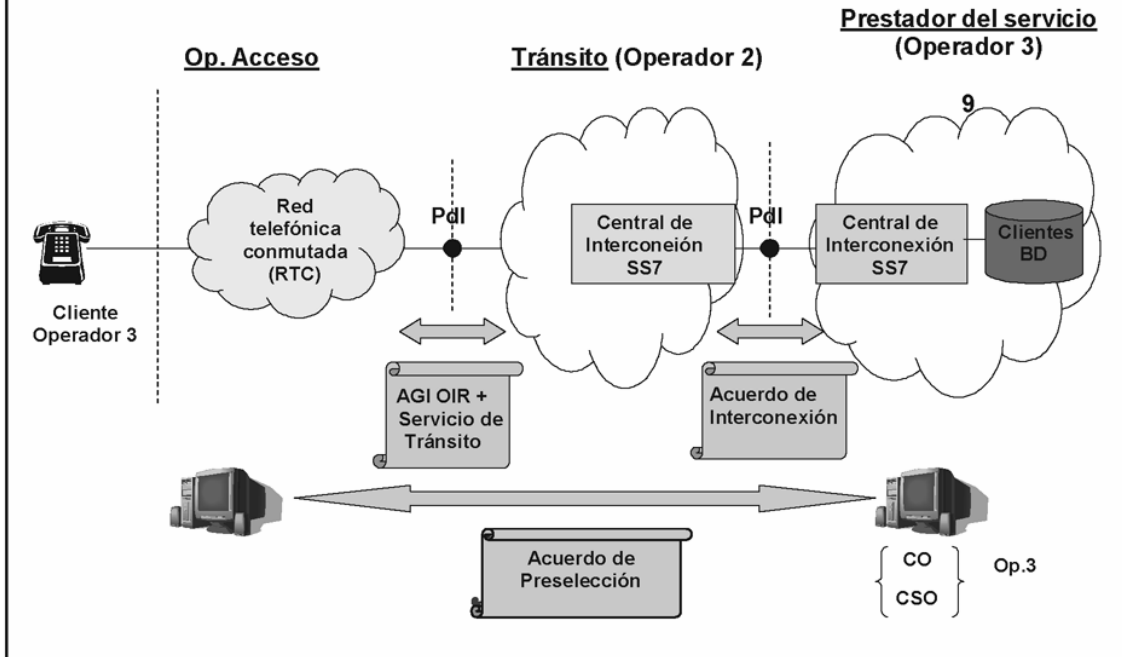 Prestador del servicio
(Operador 3)
Op. Acceso
Tránsito (Operador 2)
9
Red
telefónica
conmutada
(RTC)
PdI
Central de
Interconeión
SS7
PdI
Central de
Interconexión
SS7
Clientes
BD
Cliente
Operador 3
AGI OIR +
Servicio de
Tránsito
Acuerdo de
Interconexión
Acuerdo de
Preselección
CO
CSO
Op.3